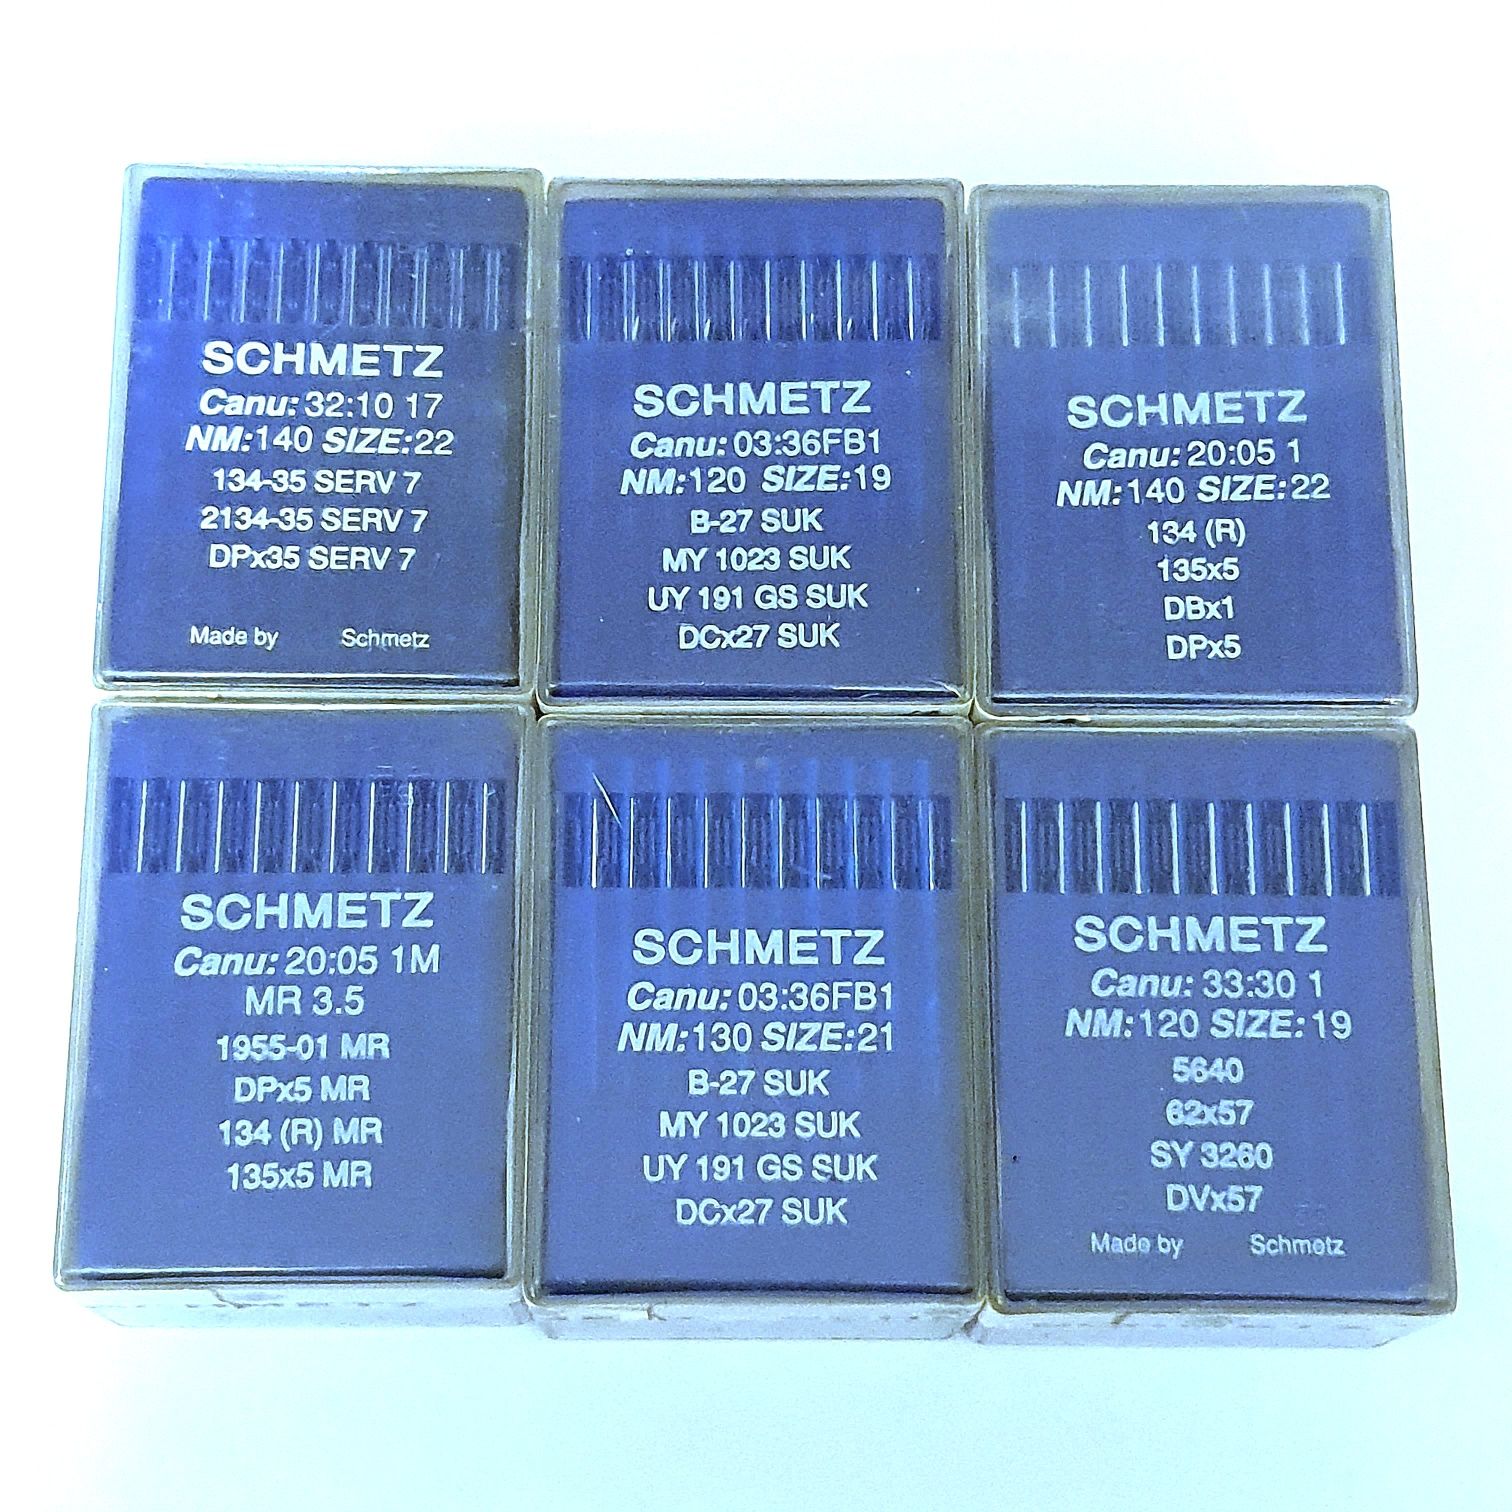 SCHMETZ
Canu: 32:10 17
NM:140 SIZE:22
134-35 SERV 7
2134-35 SERV 7
DPx35 SERV 7
Made by Schmetz
SCHMETZ
Canu: 03:36FB1
NM:120 SIZE:19
B-27 SUK
MY 1023 SUK
UY 191 GS SUK
DCx27 SUK
SCHMETZ
Canu: 20:05 1
NM:140 SIZE:22
134 (R)
135x5
DBx1
DPx5
SCHMETZ
Canu: 20:05 1M
MR 3.5
1955-01 MR
DPx5 MR
134 (R) MR
135x5 MR
SCHMETZ
Canu: 03:36FB1
NM:130 SIZE:21
B-27 SUK
MY 1023 SUK
UY 191 GS SUK
DCx27 SUK
SCHMETZ
Canu: 33:30 1
NM:120 SIZE:19
5640
62x57
SY 3260
DVx57
Made by Schmetz